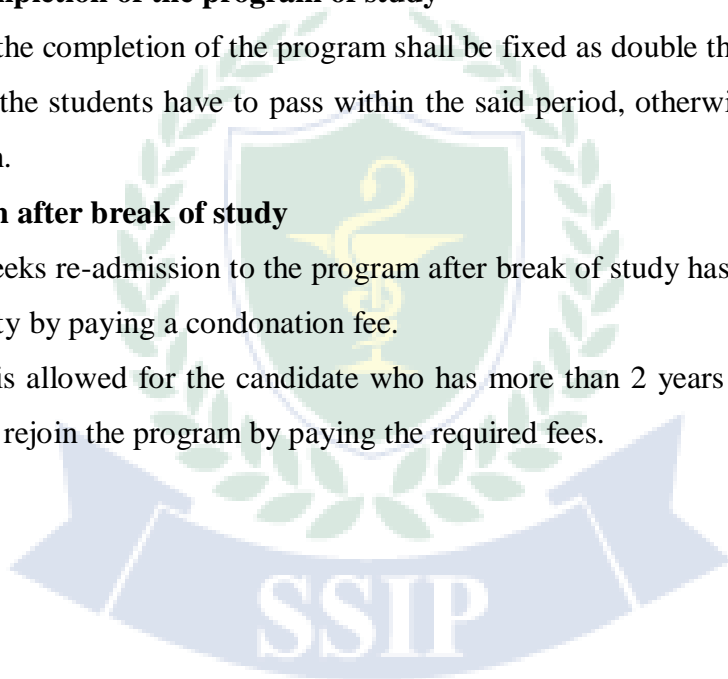 pletion of the program of study
the completion of the program shall be fixed as double th
the students have to pass within the said period, otherwi
n.
n after break of study
eeks re-admission to the program after break of study has
ty by paying a condonation fee.
is allowed for the candidate who has more than 2 years
rejoin the program by paying the required fees.
SSIP